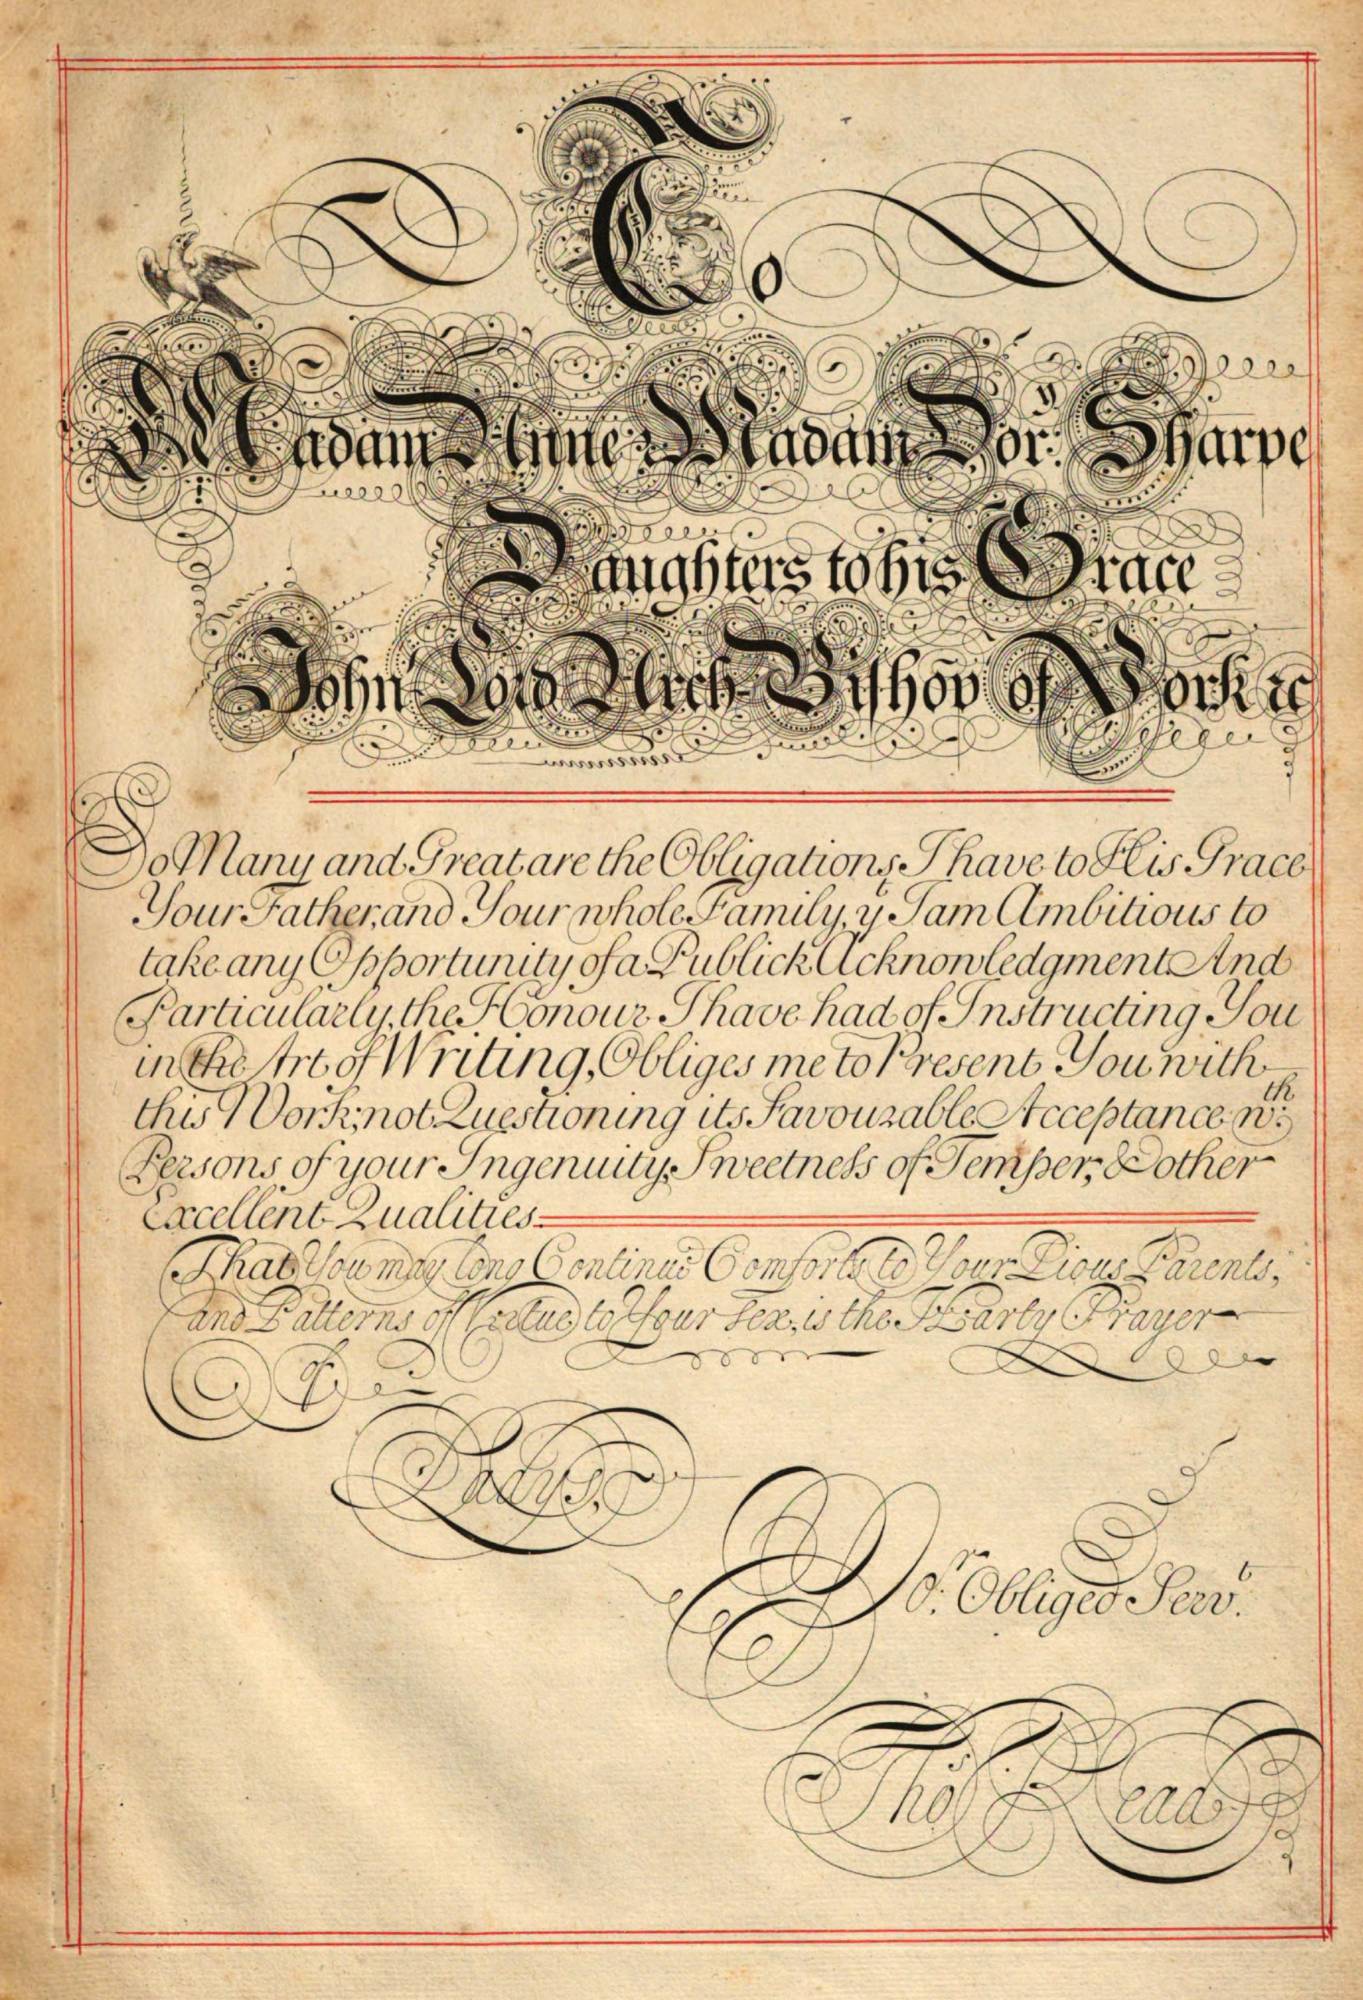 To
Madam Anne & Madam Dor:y Sharpe
Daughters to his Grace
John Lord Arch-Bishop of York &c
So Many and Great are the Obligations I have to His Grace
Your Father, and Your whole Family, yt I am Ambitious to
take any Opportunity of a Publick Acknowledgment And
Particularly, the Honour I have had of Instructing You
in the Art of Writing, Obliges me to Present You with
this Work; not Questioning its Favourable Acceptance wth:
Persons of your Ingenuity, Sweetness of Temper, & other
Excellent Qualities.
That You may long Continue Comforts to Your Pious Parents,
and Patterns of Virtue to Your Sex, is the Hearty Prayer
of
Ladys,
Yor. Obliged Servt.
Thos Read